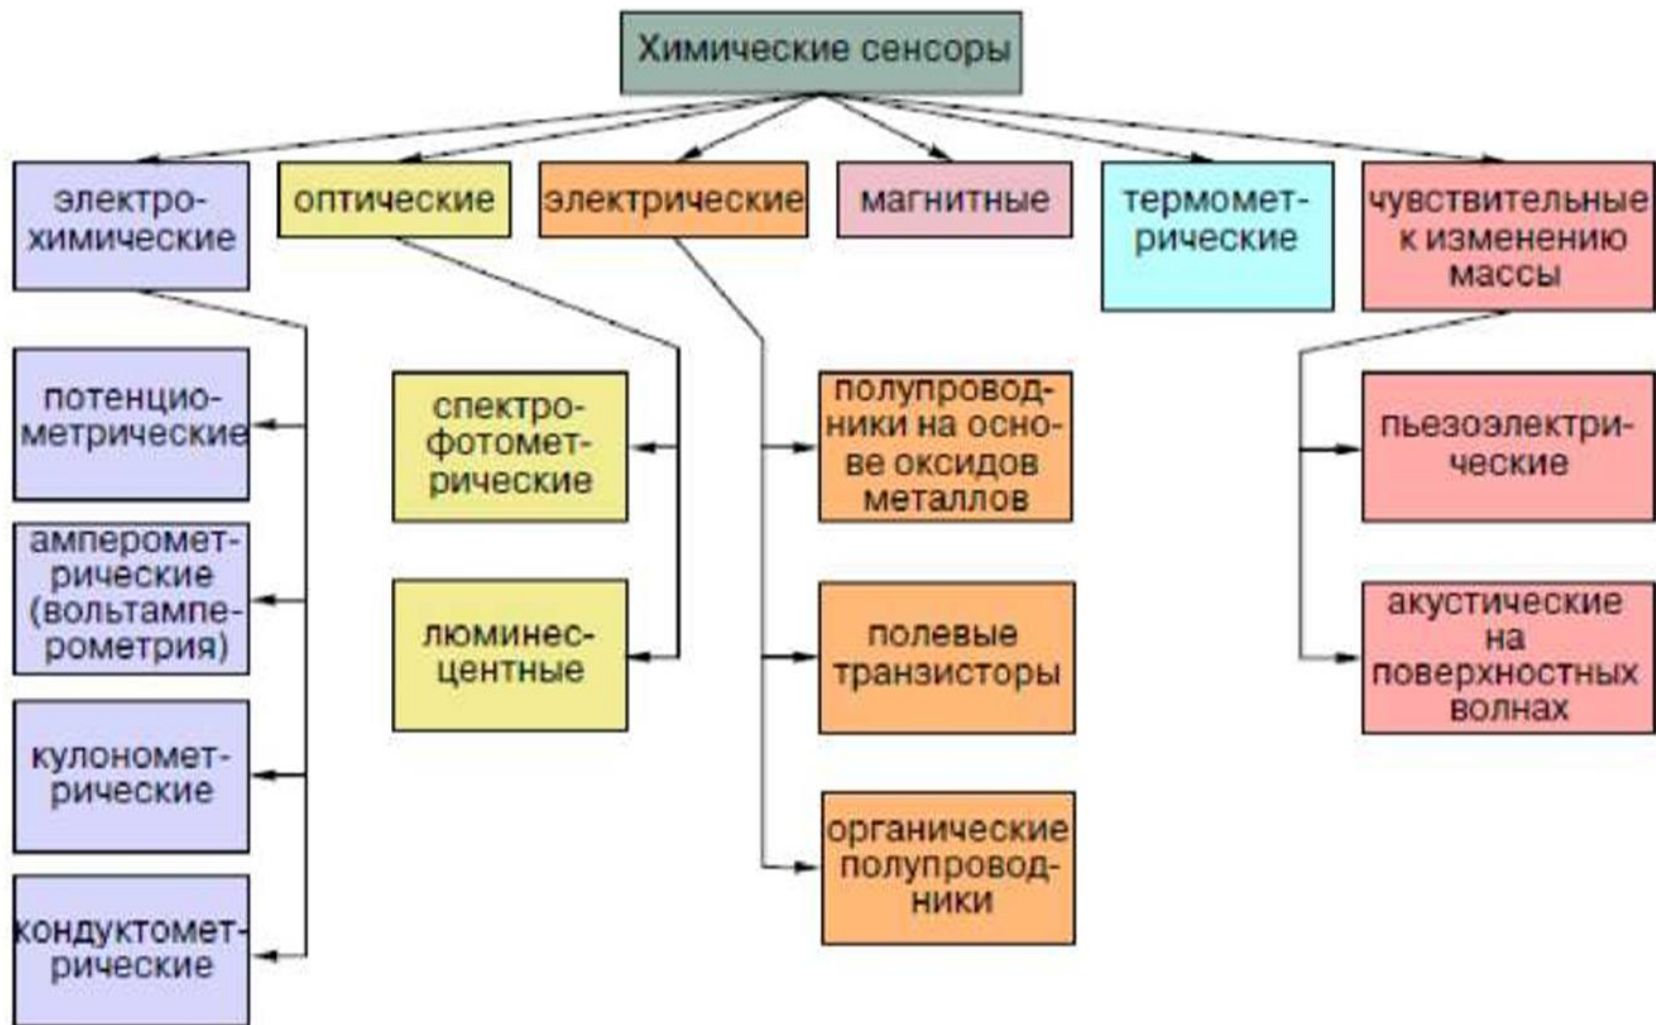 Химические сенсоры
электро-
химические
оптические
электрические
магнитные
термомет-
рические
чувствительные
к изменению
массы
потенцио-
метрические
амперомет-
рические
(вольтампе-
рометрия)
кулономет-
рические
кондуктомет-
рические
спектро-
фотомет-
рические
люминес-
центные
полупровод-
ники на осно-
ве оксидов
металлов
полевые
транзисторы
органические
полупровод-
ники
пьезоэлектри-
ческие
акустические
на
поверхностных
волнах